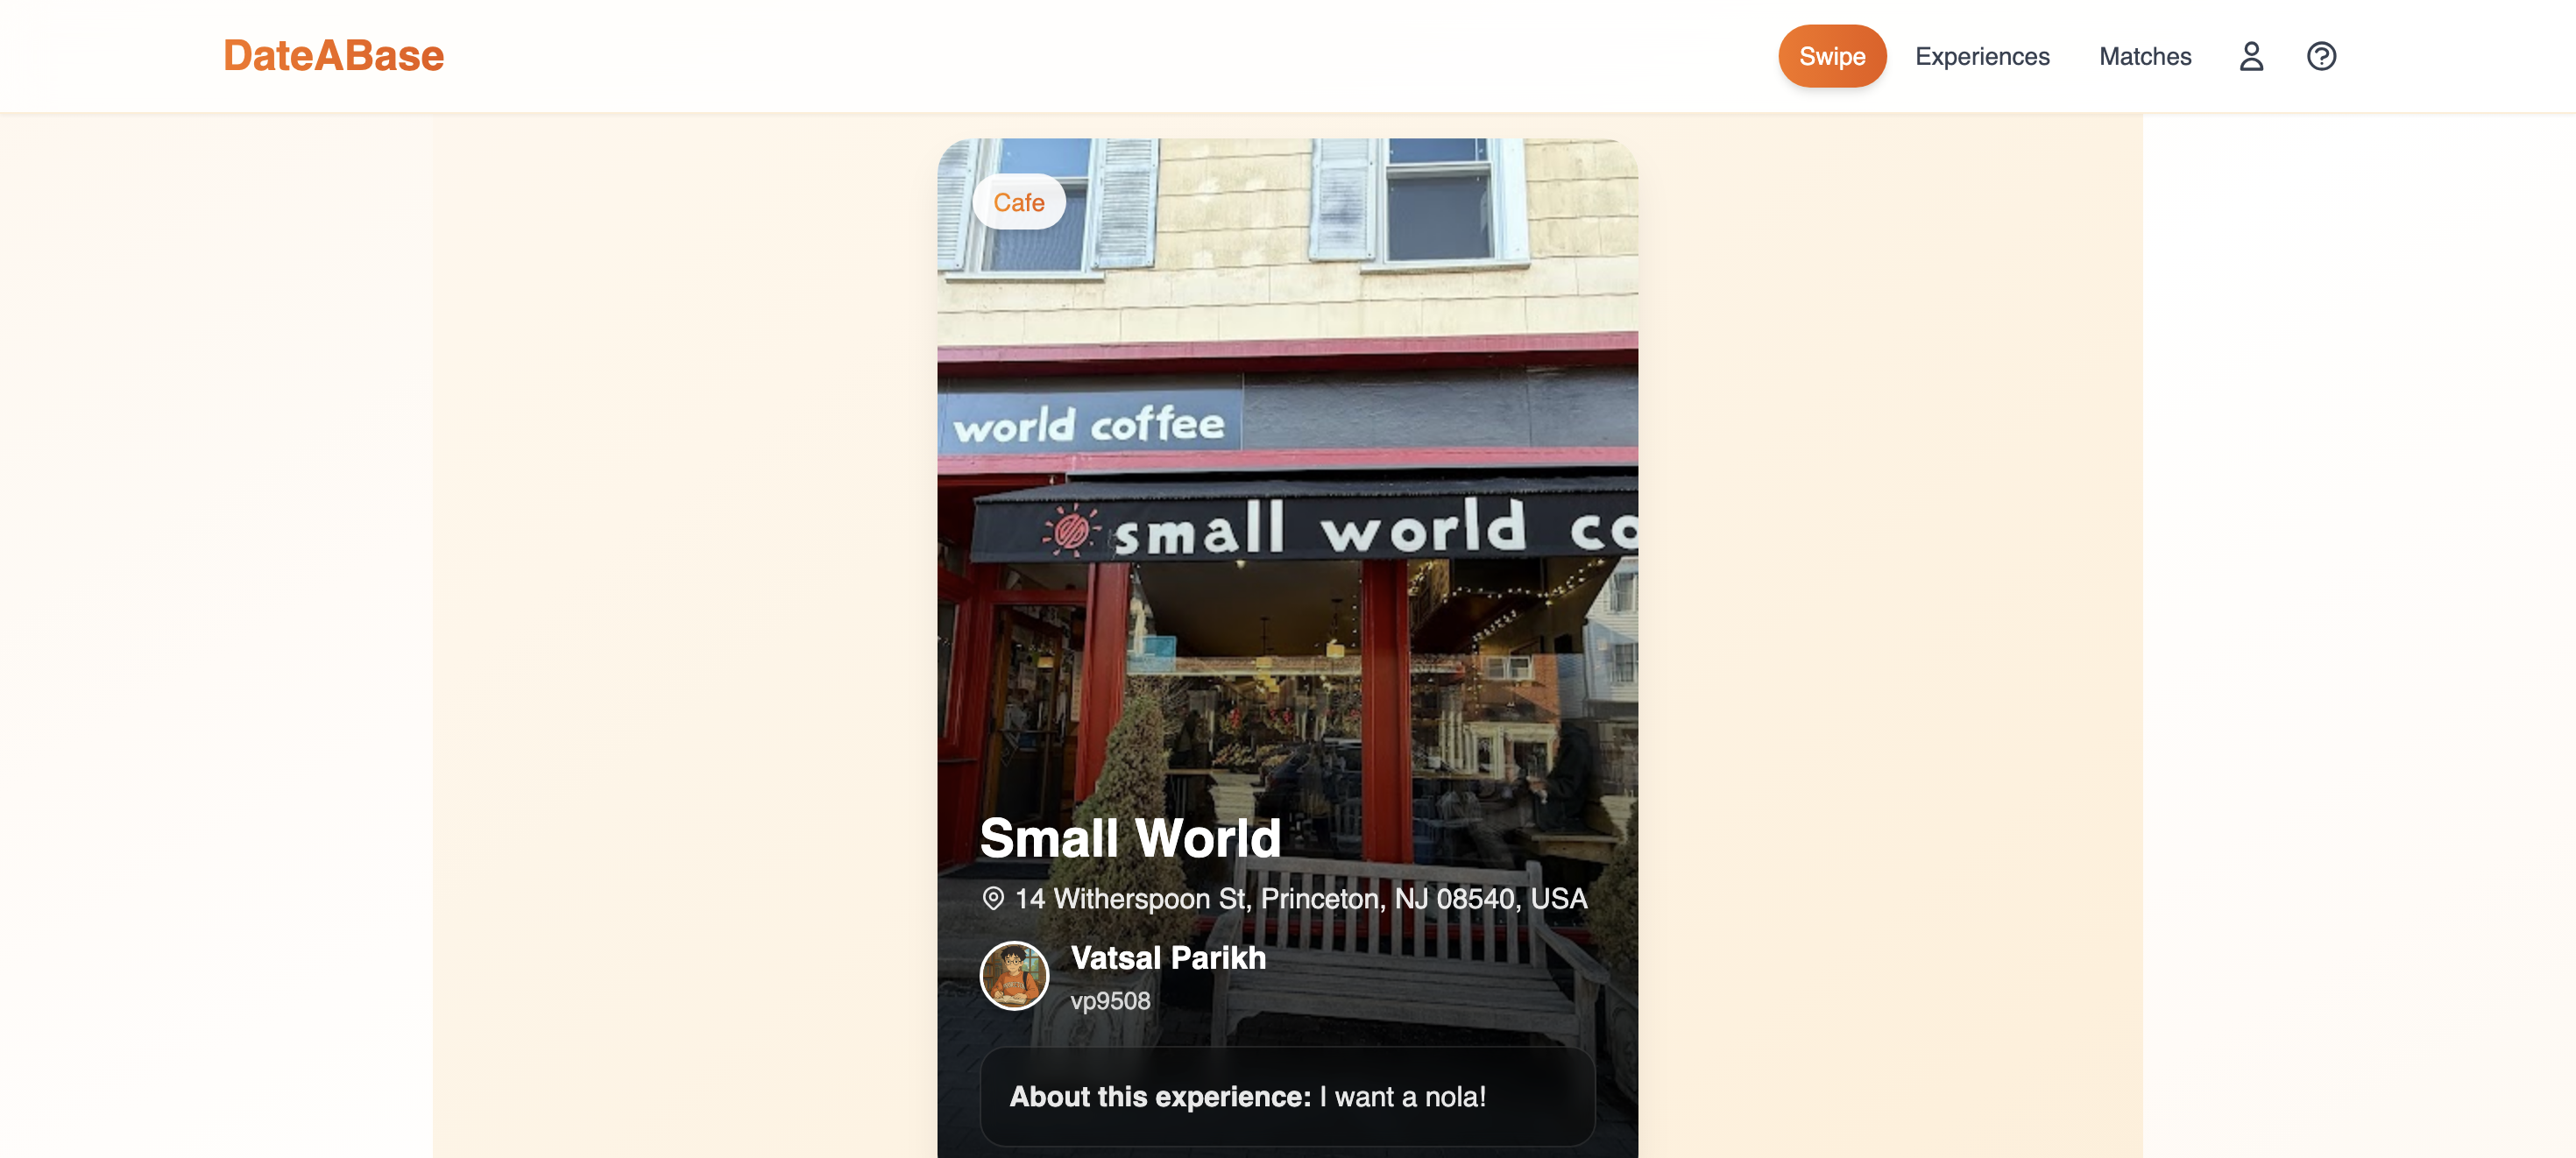 DateABase
Swipe
Experiences
Matches
Cafe
world coffee
small world co
Small World
14 Witherspoon St, Princeton, NJ 08540, USA
Vatsal Parikh
vp9508
About this experience: I want a nola!